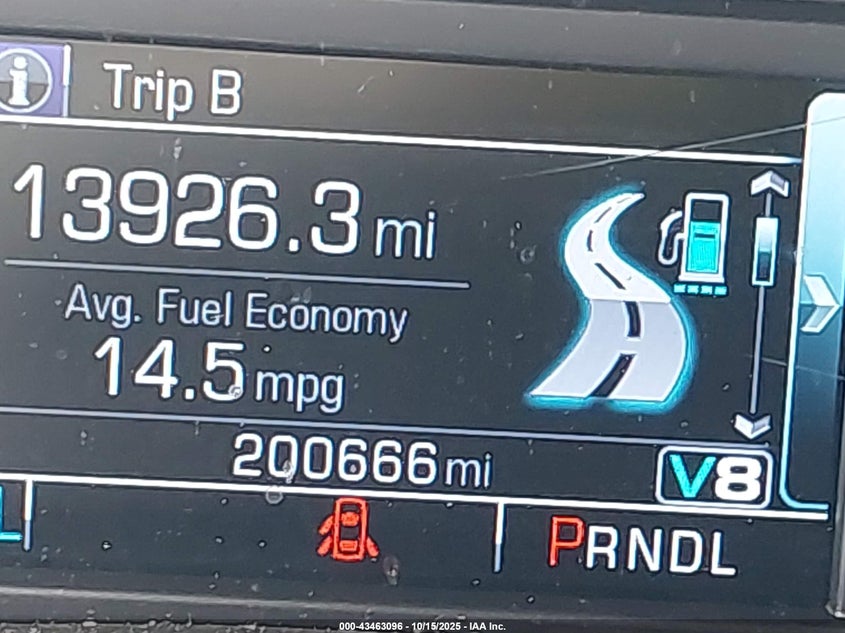 Trip B
13926.3 mi
Avg. Fuel Economy
14.5 mpg
200666 mi
V8
PRNDL
000-43463096 - 10/15/2025 - IAA Inc.